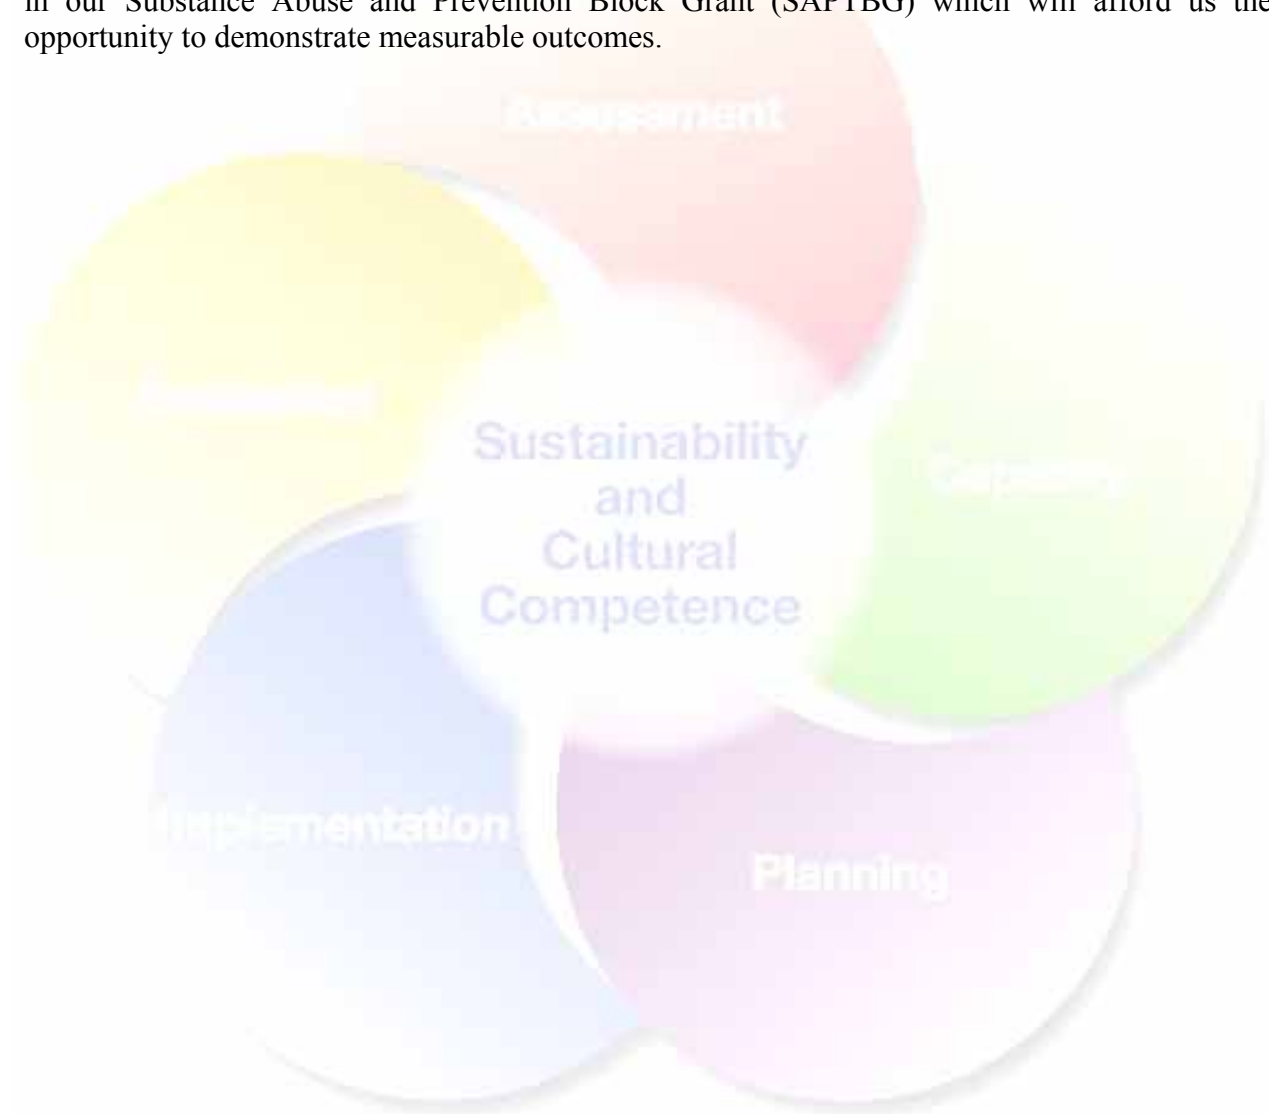 in our Substance Abuse and Prevention Block Grant (SAPTBG) which will afford us the
opportunity to demonstrate measurable outcomes.
Assessment
Sustainability
and
Cultural
Competence
Implementation
Planning